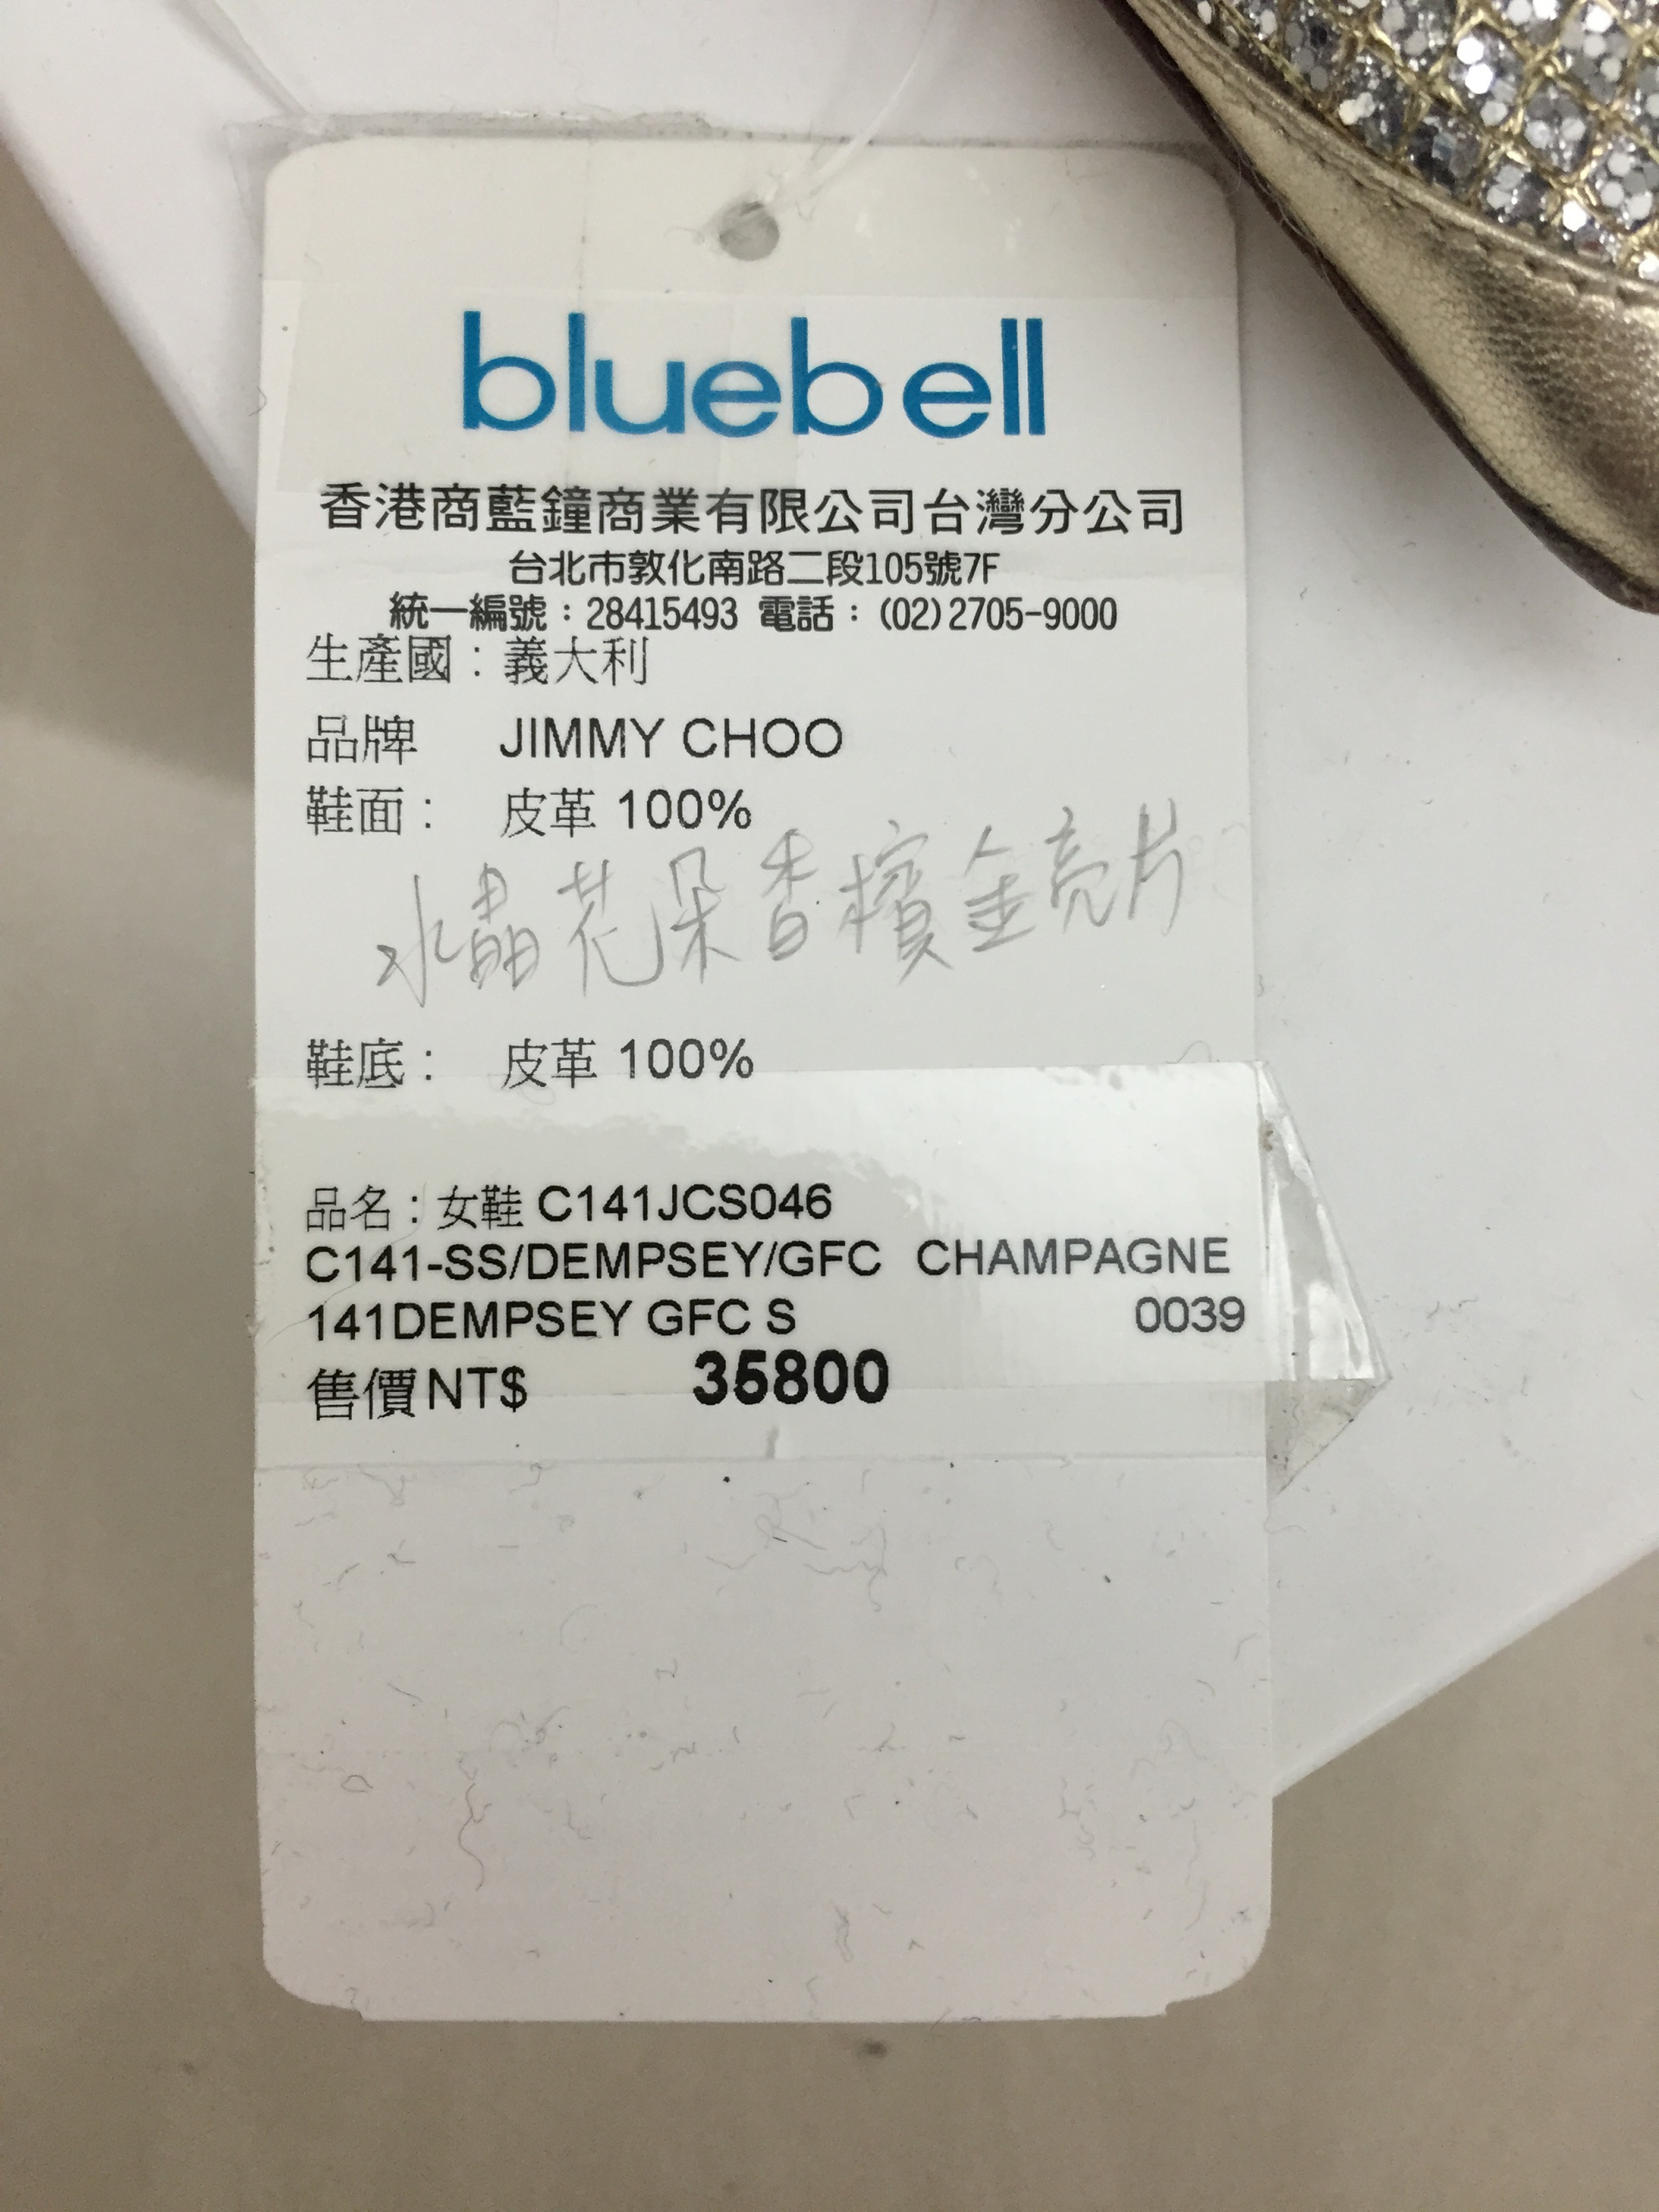 bluebell
香港商藍鐘商業有限公司台灣分公司
台北市敦化南路二段105號7F
統一編號：28415493 電話：(02)2705-9000
生產國：義大利
品牌 JIMMY CHOO
鞋面： 皮革 100%
水晶花朵香檳金亮片
鞋底： 皮革 100%
品名：女鞋 C141JCS046
C141-SS/DEMPSEY/GFC CHAMPAGNE
141DEMPSEY GFC S 0039
售價NT$ 35800